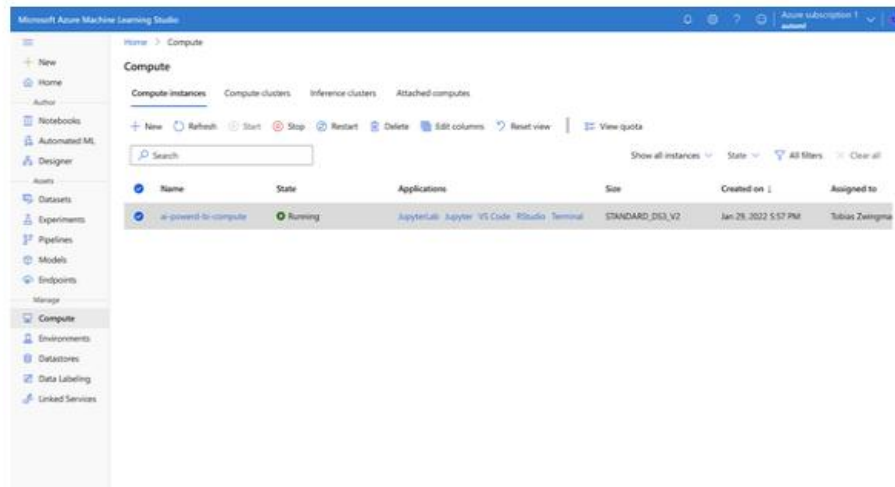 Microsoft Azure Machine Learning Studio
Azure subscription 1
automl
Home > Compute
New
Home
Author
Notebooks
Automated ML
Designer
Assets
Datasets
Experiments
Pipelines
Models
Endpoints
Manage
Compute
Environments
Datastores
Data Labeling
Linked Services
Compute
Compute instances Compute clusters Inference clusters Attached computes
New Refresh Start Stop Restart Delete Edit columns Reset view View quota
Search Show all instances State All filters Clear all
Name State Applications Size Created on ↓ Assigned to
ai-powerd-bi-compute Running JupyterLab Jupyter VS Code RStudio Terminal STANDARD_DS3_V2 Jan 29, 2022 5:57 PM Tobias Zwingma